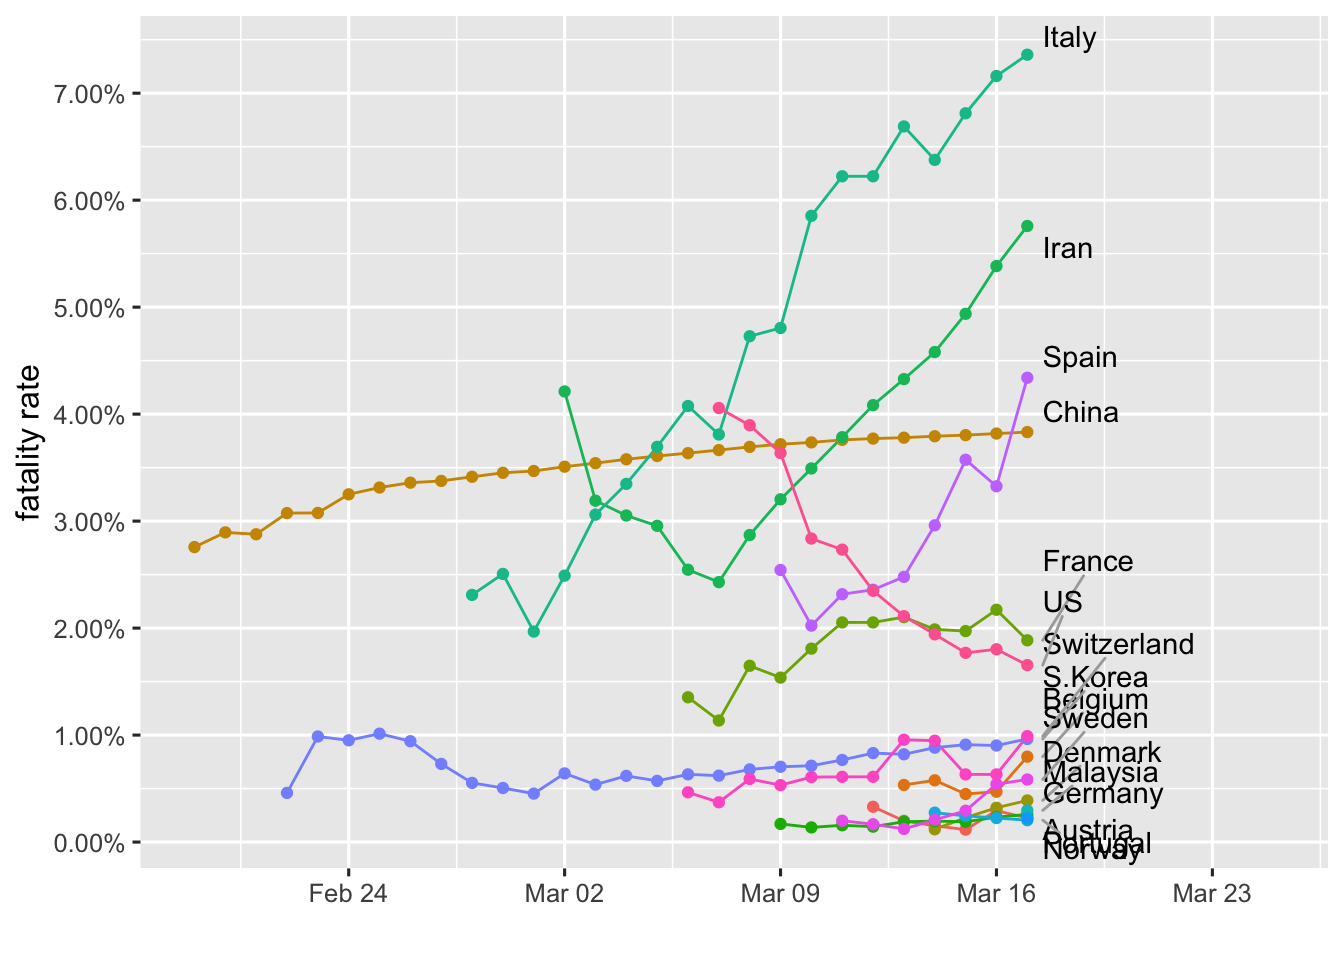 Italy
7.00%
6.00%
Iran
5.00%
Spain
4.00%
China
fatality rate
3.00%
France
US
2.00%
Switzerland
S.Korea
Belgium
Sweden
1.00%
Denmark
Malaysia
Germany
Austria
0.00%
Portugal
Norway
Feb 24
Mar 02
Mar 09
Mar 16
Mar 23